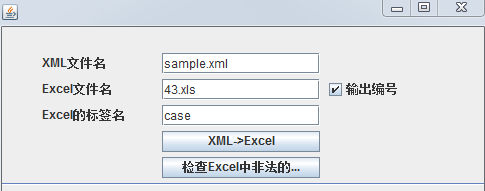 XML文件名 sample.xml
Excel文件名 43.xls 输出编号
Excel的标签名 case
XML->Excel
检查Excel中非法的...